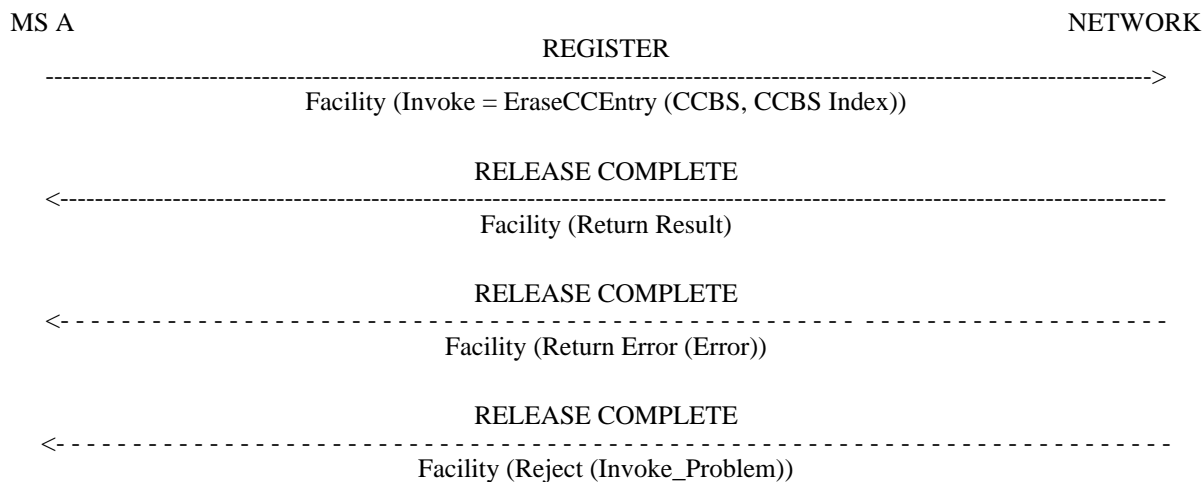 MS A NETWORK
REGISTER
------------------------------------------------------------------------------------------------------------------------------------>
Facility (Invoke = EraseCCEntry (CCBS, CCBS Index))
RELEASE COMPLETE
<------------------------------------------------------------------------------------------------------------------------------------
Facility (Return Result)
RELEASE COMPLETE
<- - - - - - - - - - - - - - - - - - - - - - - - - - - - - - - - - - - - - - - - - - - - - - - - - - - - - - - - - - - - - - - - - -
Facility (Return Error (Error))
RELEASE COMPLETE
<- - - - - - - - - - - - - - - - - - - - - - - - - - - - - - - - - - - - - - - - - - - - - - - - - - - - - - - - - - - - - - - - - -
Facility (Reject (Invoke_Problem))